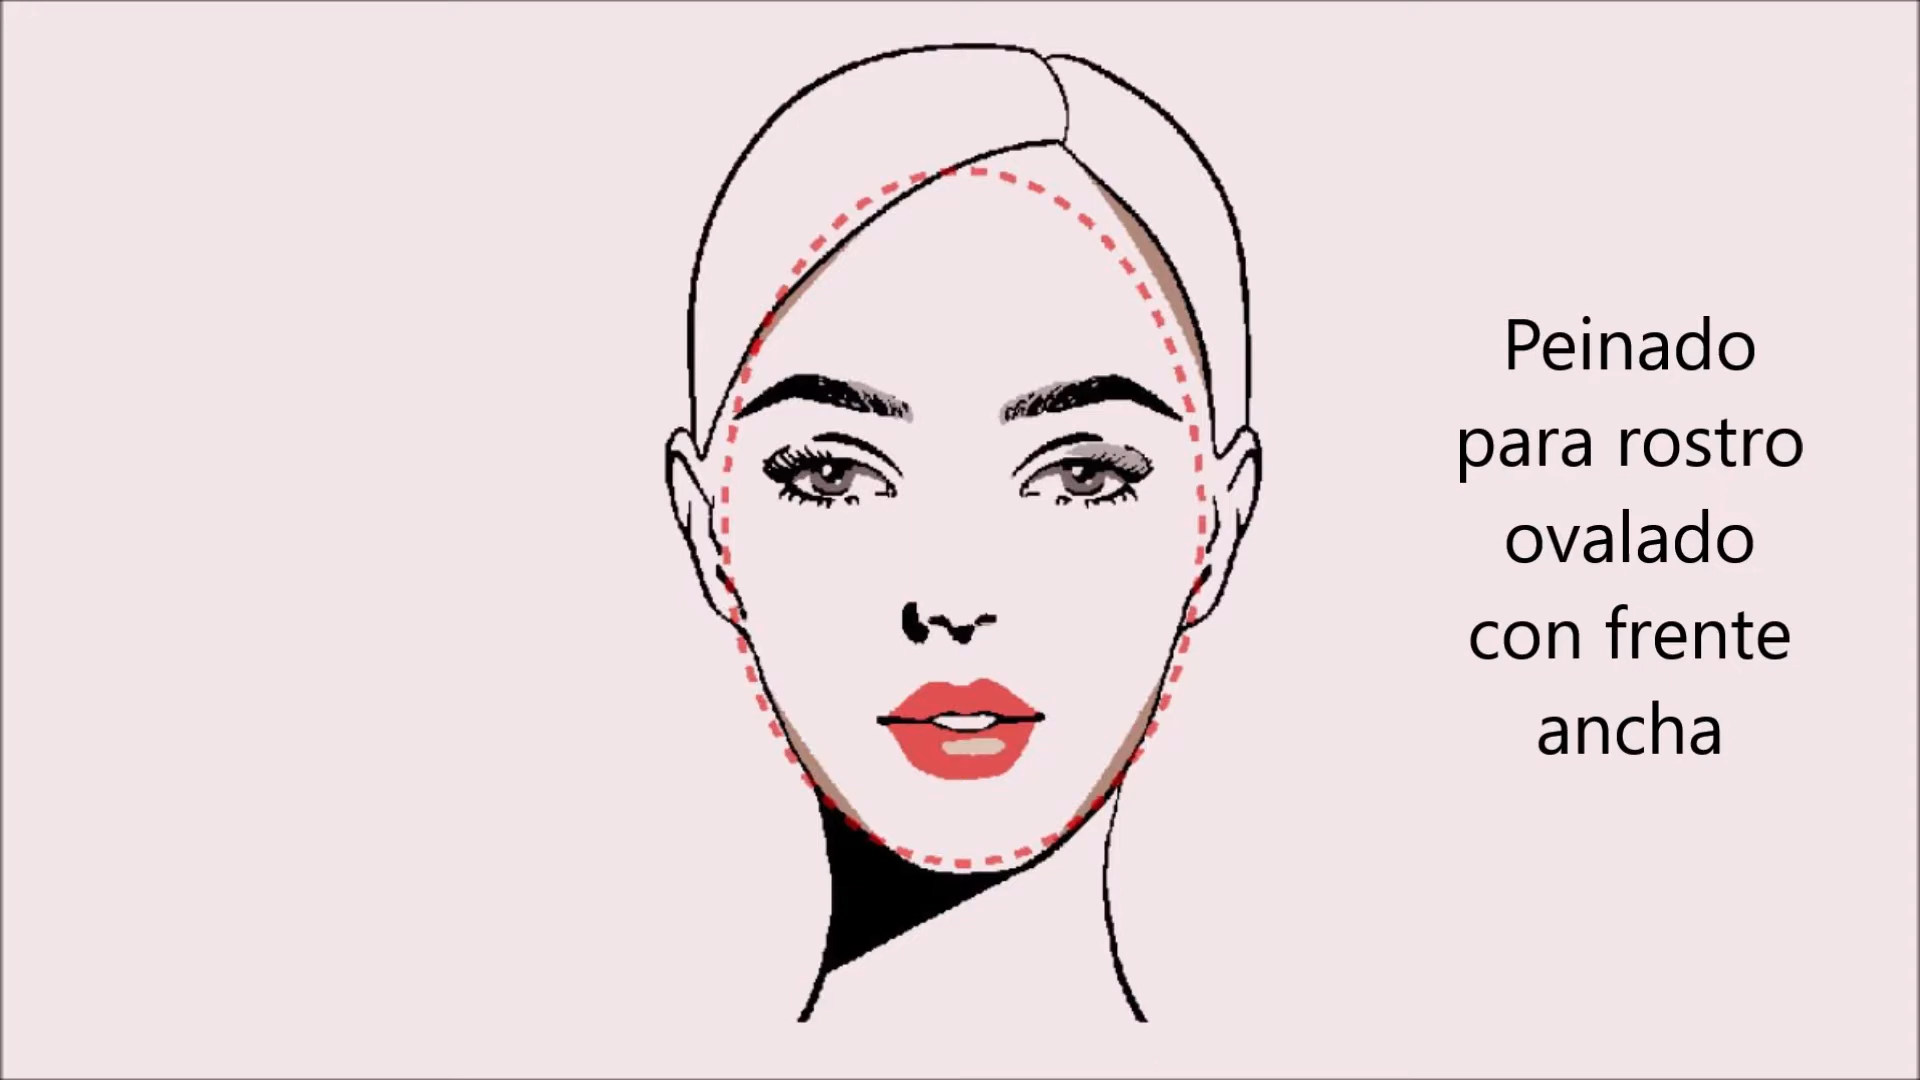 Peinado
para rostro
ovalado
con frente
ancha